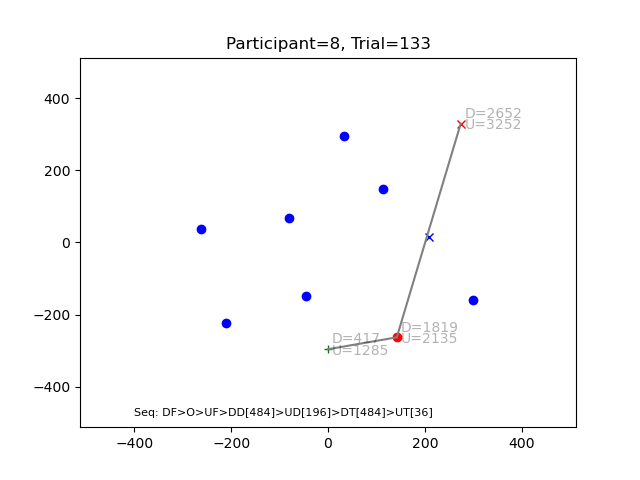 Participant=8, Trial=133
400
200
0
−200
−400
D=2652
U=3252
D=1819
U=2135
D=417
U=1285
Seq: DF>O>UF>DD[484]>UD[196]>DT[484]>UT[36]
−400
−200
0
200
400